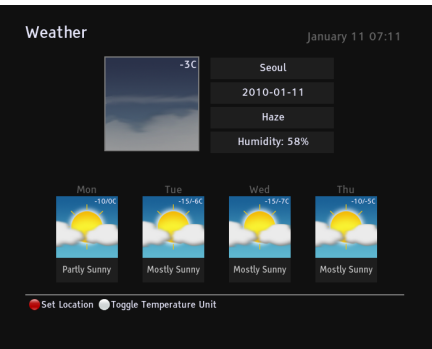 Weather
January 11 07:11
-3C
Seoul
2010-01-11
Haze
Humidity: 58%
Mon Tue Wed Thu
-10/0C -15/-6C -15/-7C -10/-5C
Partly Sunny Mostly Sunny Mostly Sunny Mostly Sunny
Set Location Toggle Temperature Unit